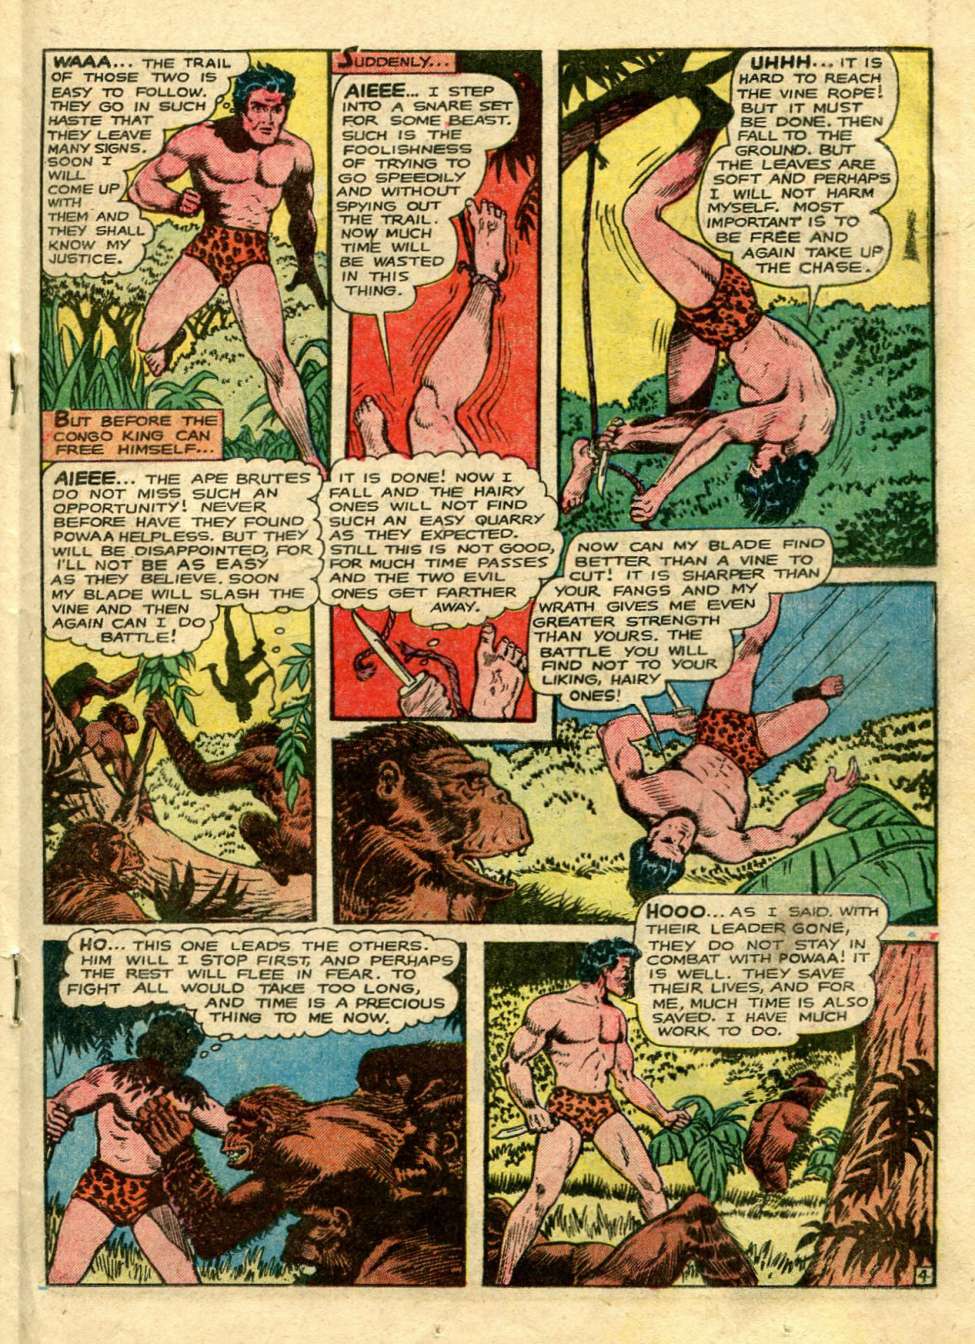 WAAA... THE TRAIL
OF THOSE TWO IS
EASY TO FOLLOW.
THEY GO IN SUCH
HASTE THAT
THEY LEAVE
MANY SIGNS.
SOON I
WILL
COME UP
WITH
THEM AND
THEY SHALL
KNOW MY
JUSTICE.
SUDDENLY...
AIEEE... I STEP
INTO A SNARE SET
FOR SOME BEAST.
SUCH IS THE
FOOLISHNESS
OF TRYING TO
GO SPEEDILY
AND WITHOUT
SPYING OUT
THE TRAIL.
NOW MUCH
TIME WILL
BE WASTED
IN THIS
THING.
UHHH... IT IS
HARD TO REACH
THE VINE ROPE!
BUT IT MUST
BE DONE. THEN
FALL TO THE
GROUND. BUT
THE LEAVES ARE
SOFT AND PERHAPS
I WILL NOT HARM
MYSELF. MOST
IMPORTANT IS TO
BE FREE AND
AGAIN TAKE UP
THE CHASE.
BUT BEFORE THE
CONGO KING CAN
FREE HIMSELF...
AIEEE... THE APE BRUTES
DO NOT MISS SUCH AN
OPPORTUNITY! NEVER
BEFORE HAVE THEY FOUND
POWAA HELPLESS. BUT THEY
WILL BE DISAPPOINTED, FOR
I'LL NOT BE AS EASY
AS THEY BELIEVE. SOON
MY BLADE WILL SLASH THE
VINE AND THEN
AGAIN CAN I DO
BATTLE!
IT IS DONE! NOW I
FALL AND THE HAIRY
ONES WILL NOT FIND
SUCH AN EASY QUARRY
AS THEY EXPECTED.
STILL THIS IS NOT GOOD,
FOR MUCH TIME PASSES
AND THE TWO EVIL
ONES GET FARTHER
AWAY.
NOW CAN MY BLADE FIND
BETTER THAN A VINE TO
CUT! IT IS SHARPER THAN
YOUR FANGS AND MY
WRATH GIVES ME EVEN
GREATER STRENGTH
THAN YOURS. THE
BATTLE YOU WILL
FIND NOT TO YOUR
LIKING, HAIRY
ONES!
HO... THIS ONE LEADS THE OTHERS.
HIM WILL I STOP FIRST, AND PERHAPS
THE REST WILL FLEE IN FEAR. TO
FIGHT ALL WOULD TAKE TOO LONG,
AND TIME IS A PRECIOUS
THING TO ME NOW.
HOOO... AS I SAID. WITH
THEIR LEADER GONE,
THEY DO NOT STAY IN
COMBAT WITH POWAA! IT
IS WELL. THEY SAVE
THEIR LIVES, AND FOR
ME, MUCH TIME IS ALSO
SAVED. I HAVE MUCH
WORK TO DO.
4